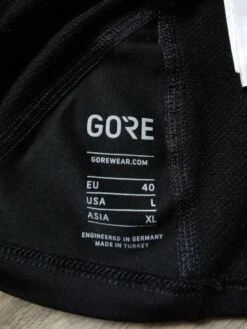 GORE
GOREWEAR.COM
EU 40
USA L
ASIA XL
ENGINEERED IN GERMANY
MADE IN TURKEY